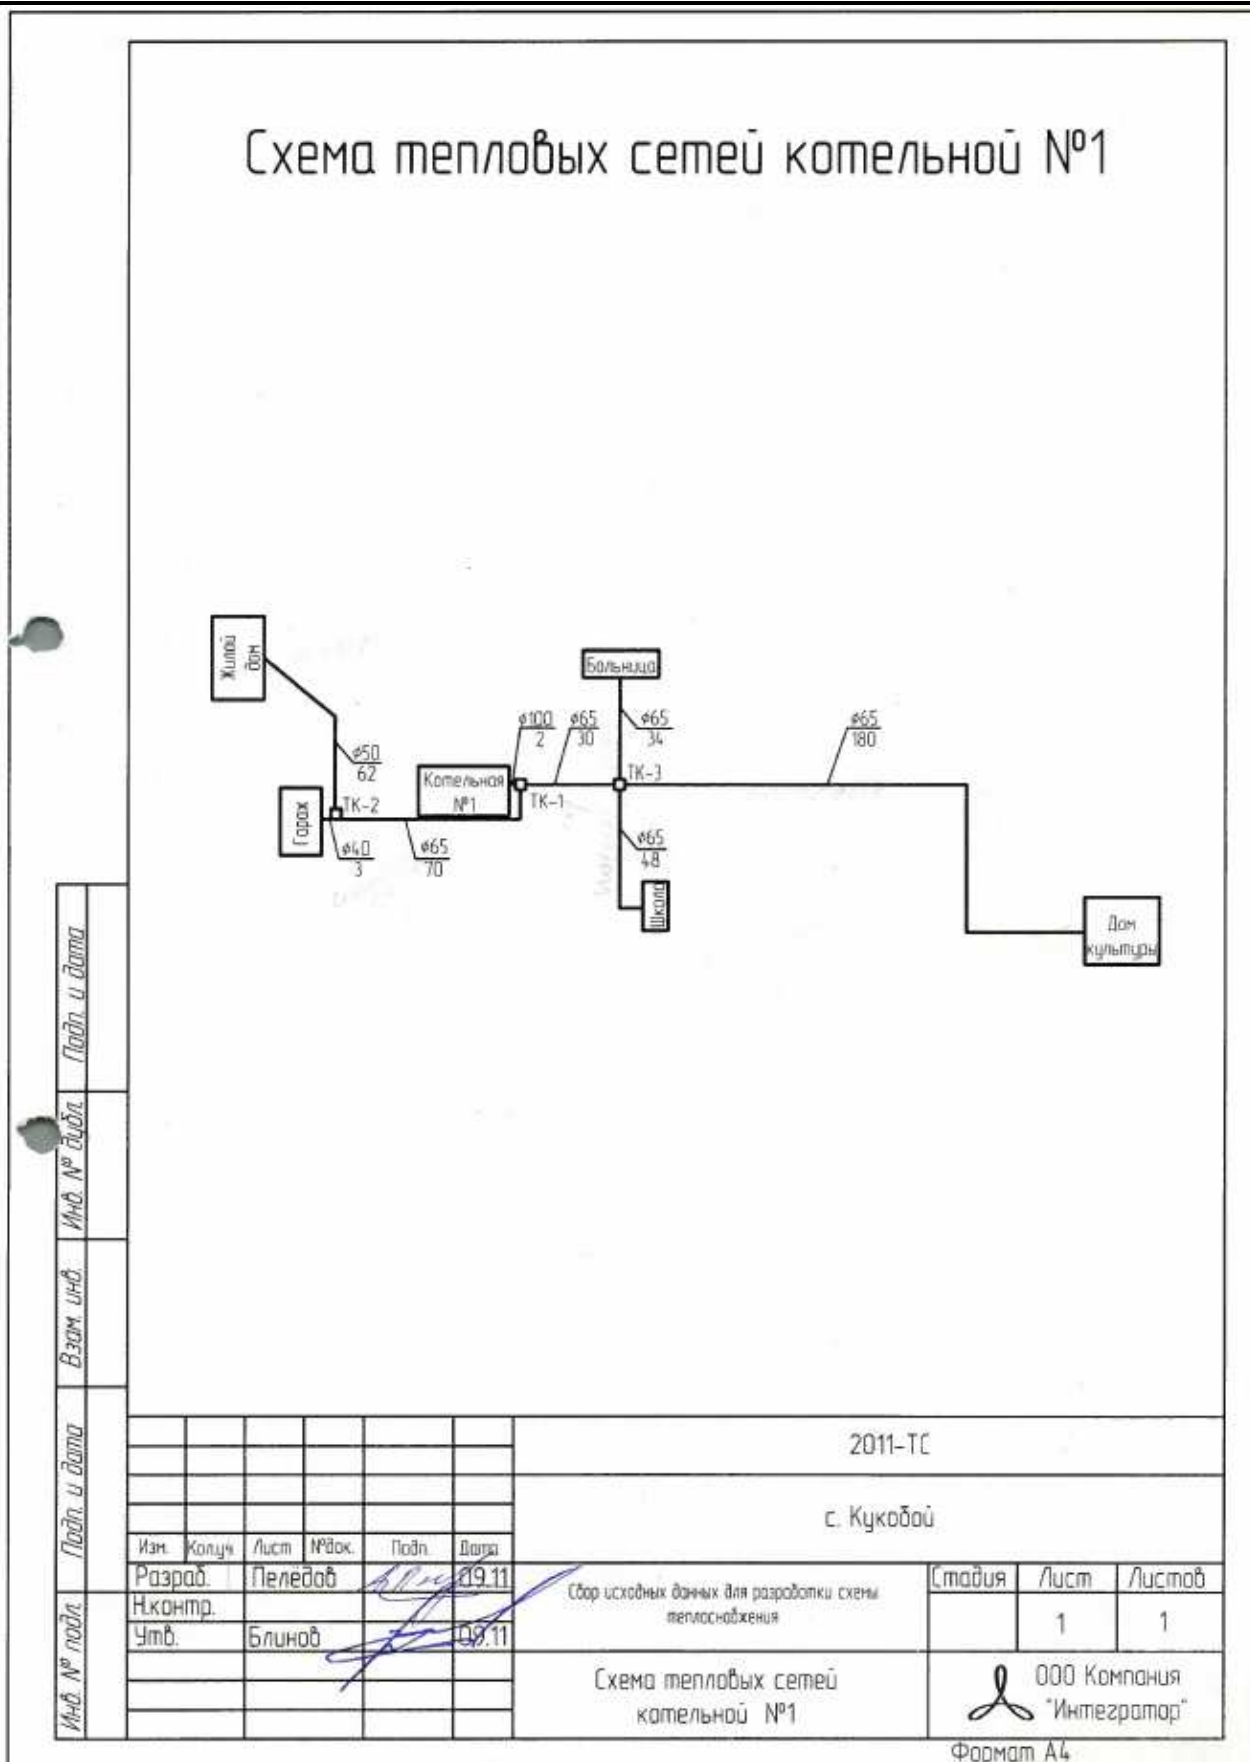 Схема тепловых сетей котельной №1
Жилой
дом
Больница
ø100
2
ø65
30
ø65
34
ø65
180
ø50
62
Котельная
№1
ТК-3
ТК-2
ТК-1
Гараж
ø40
3
ø65
70
ø65
48
Школа
Дом
культуры
Подп. и дата
Инв. № дубл.
Взам. инв.
Подп. и дата
Инв. № подл.
2011-ТС
с. Кукобой
Изм. Кол.уч Лист №док. Подп. Дата
Разраб. Пелёдов 09.11
Н.контр.
Утв. Блинов 09.11
Сбор исходных данных для разработки схемы
теплоснабжения
Стадия Лист Листов
1 1
Схема тепловых сетей
котельной №1
ООО Компания
"Интегратор"
Формат А4